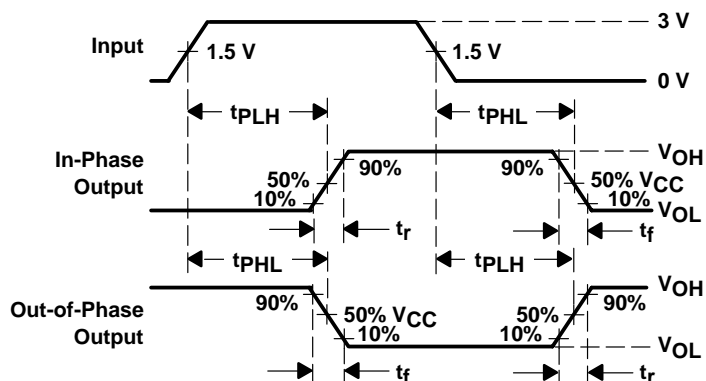 3 V
Input
1.5 V
1.5 V
0 V
tPLH
tPHL
In-Phase
Output
VOH
90%
90%
50%
50% VCC
10%
10%
VOL
tr
tf
tPHL
tPLH
Out-of-Phase
Output
VOH
90%
90%
50% VCC
50%
10%
10%
VOL
tf
tr